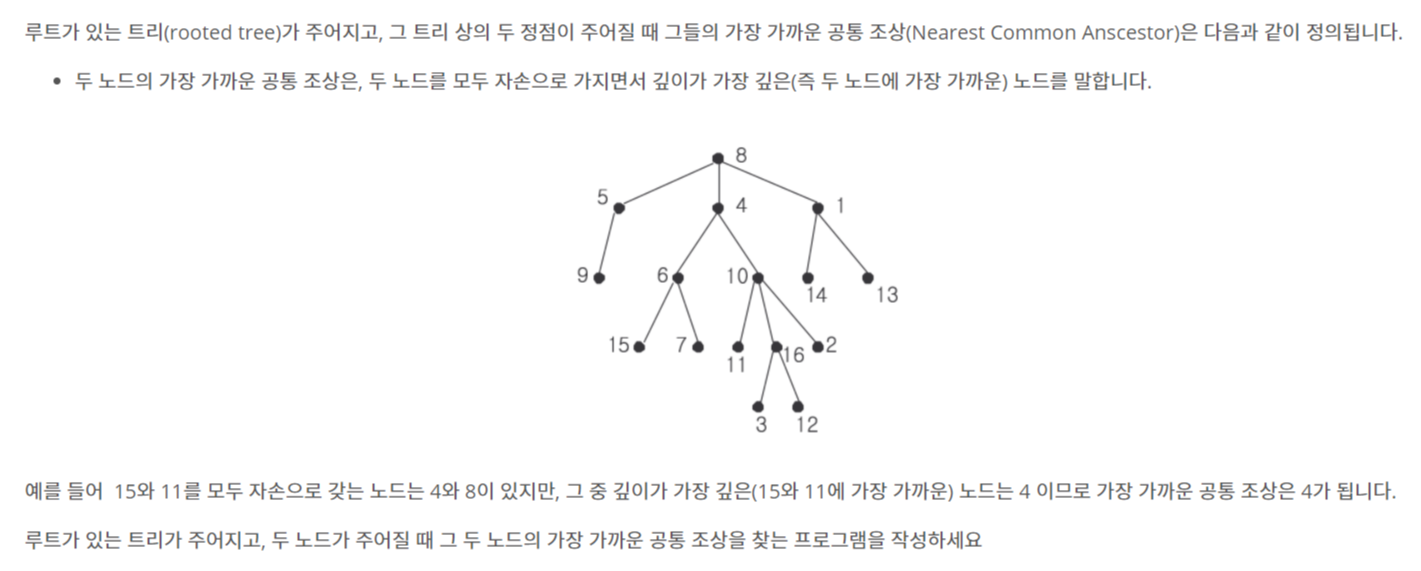 루트가 있는 트리(rooted tree)가 주어지고, 그 트리 상의 두 정점이 주어질 때 그들의 가장 가까운 공통 조상(Nearest Common Anscestor)은 다음과 같이 정의됩니다.
• 두 노드의 가장 가까운 공통 조상은, 두 노드를 모두 자손으로 가지면서 깊이가 가장 깊은(즉 두 노드에 가장 가까운) 노드를 말합니다.
8
5 4 1
9 6 10 14 13
15 7 11 16 2
3 12
예를 들어 15와 11를 모두 자손으로 갖는 노드는 4와 8이 있지만, 그 중 깊이가 가장 깊은(15와 11에 가장 가까운) 노드는 4 이므로 가장 가까운 공통 조상은 4가 됩니다.
루트가 있는 트리가 주어지고, 두 노드가 주어질 때 그 두 노드의 가장 가까운 공통 조상을 찾는 프로그램을 작성하세요